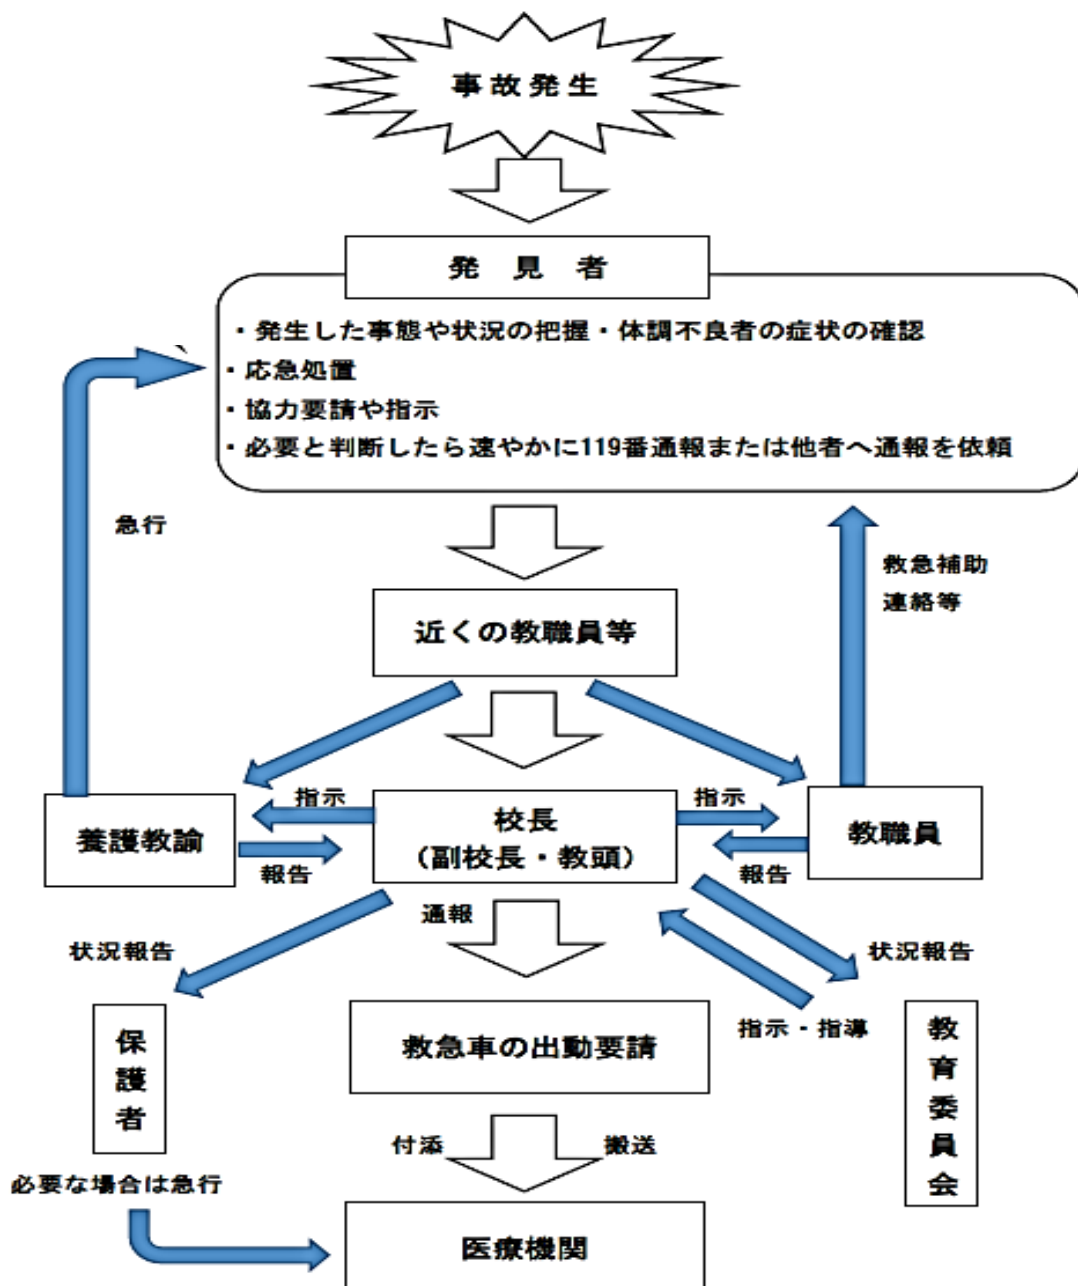 事故発生
発見者
・発生した事態や状況の把握・体調不良者の症状の確認
・応急処置
・協力要請や指示
・必要と判断したら速やかに119番通報または他者へ通報を依頼
急行
救急補助
連絡等
近くの教職員等
指示
指示
養護教諭
校長
(副校長・教頭)
教職員
報告
報告
通報
状況報告
状況報告
保護者
救急車の出動要請
指示・指導
教育委員会
付添
搬送
必要な場合は急行
医療機関